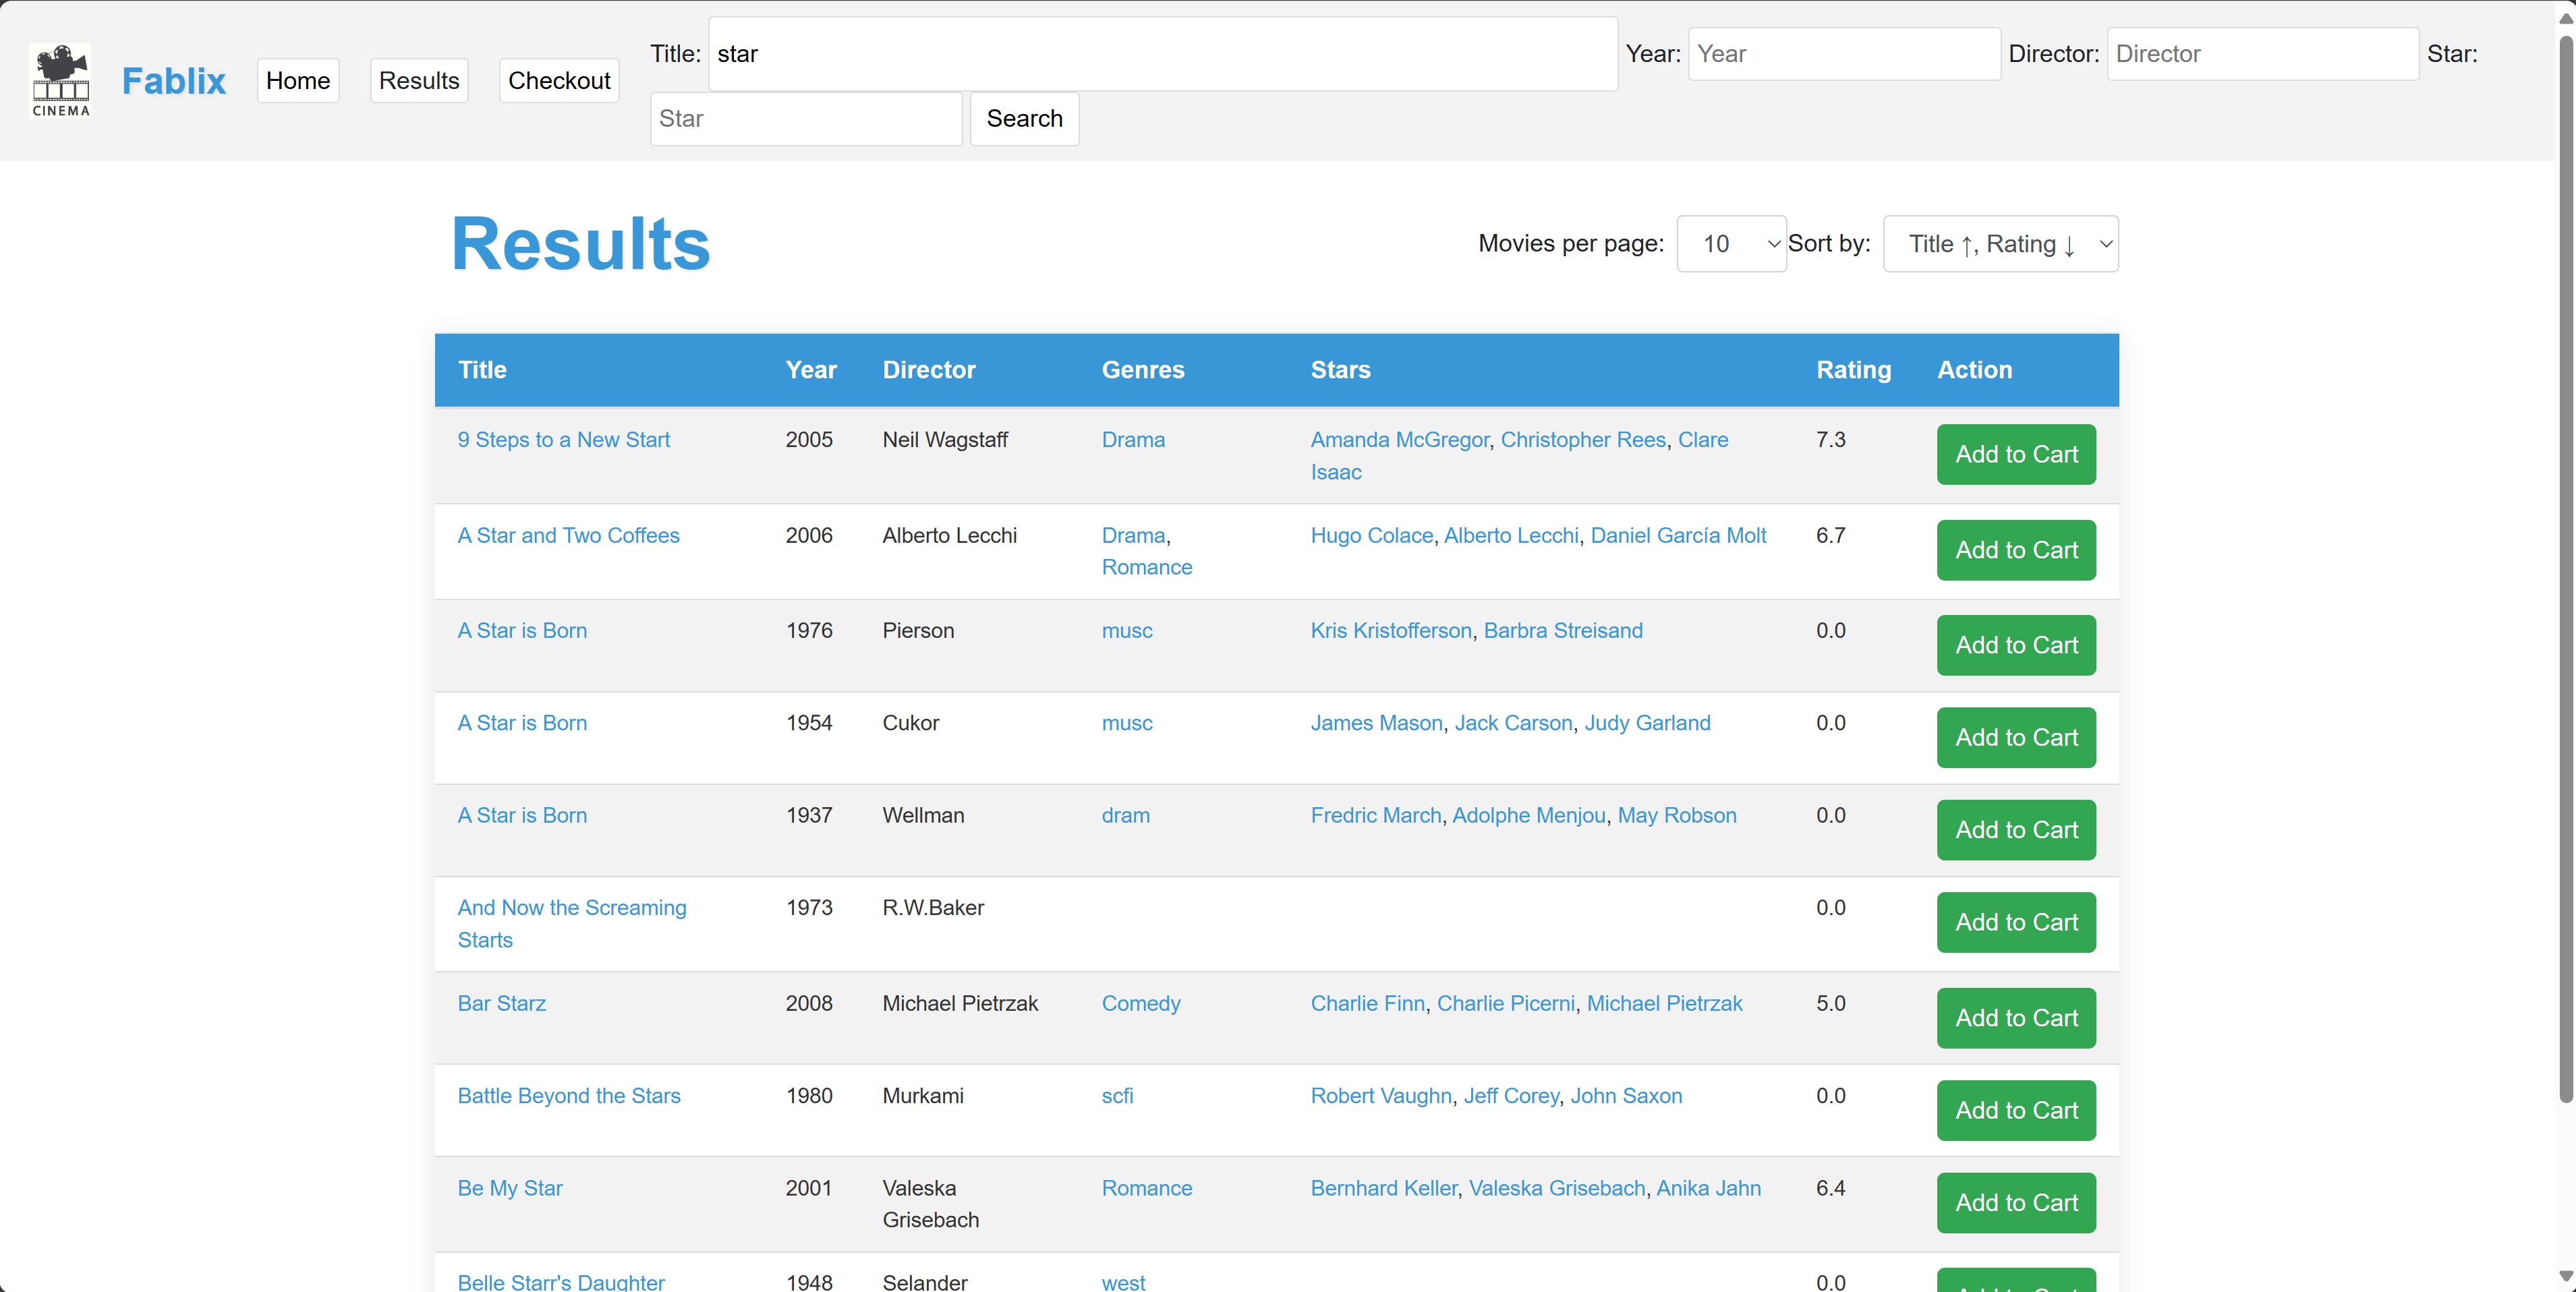 CINEMA
Fablix
Home
Results
Checkout
Title: star Year: Year Director: Director Star:
Star Search
Results
Movies per page: 10 Sort by: Title ↑, Rating ↓
Title Year Director Genres Stars Rating Action
9 Steps to a New Start 2005 Neil Wagstaff Drama Amanda McGregor, Christopher Rees, Clare 7.3 Add to Cart
Isaac
A Star and Two Coffees 2006 Alberto Lecchi Drama, Hugo Colace, Alberto Lecchi, Daniel García Molt 6.7 Add to Cart
Romance
A Star is Born 1976 Pierson musc Kris Kristofferson, Barbra Streisand 0.0 Add to Cart
A Star is Born 1954 Cukor musc James Mason, Jack Carson, Judy Garland 0.0 Add to Cart
A Star is Born 1937 Wellman dram Fredric March, Adolphe Menjou, May Robson 0.0 Add to Cart
And Now the Screaming 1973 R.W.Baker 0.0 Add to Cart
Starts
Bar Starz 2008 Michael Pietrzak Comedy Charlie Finn, Charlie Picerni, Michael Pietrzak 5.0 Add to Cart
Battle Beyond the Stars 1980 Murkami scfi Robert Vaughn, Jeff Corey, John Saxon 0.0 Add to Cart
Be My Star 2001 Valeska Romance Bernhard Keller, Valeska Grisebach, Anika Jahn 6.4 Add to Cart
Grisebach
Belle Starr's Daughter 1948 Selander west 0.0